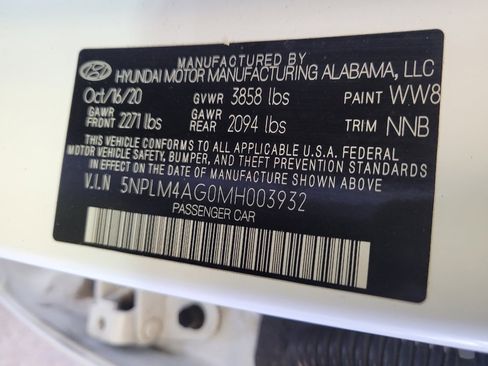 MANUFACTURED BY
HYUNDAI MOTOR MANUFACTURING ALABAMA, LLC
Oct/16/20 GVWR 3858 lbs PAINT WW8
GAWR FRONT 2271 lbs GAWR REAR 2094 lbs TRIM NNB
THIS VEHICLE CONFORMS TO ALL APPLICABLE U.S.A. FEDERAL
MOTOR VEHICLE SAFETY, BUMPER, AND THEFT PREVENTION STANDARDS
IN EFFECT ON THE DATE OF MANUFACTURE SHOWN ABOVE.
V.I.N 5NPLM4AG0MH003932
PASSENGER CAR